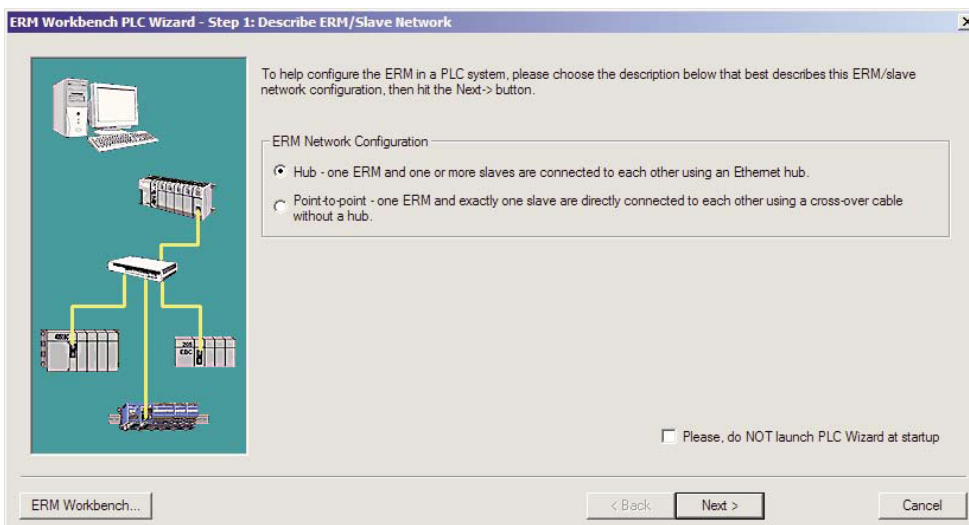 ERM Workbench PLC Wizard - Step 1: Describe ERM/Slave Network
To help configure the ERM in a PLC system, please choose the description below that best describes this ERM/slave
network configuration, then hit the Next-> button.
ERM Network Configuration
Hub - one ERM and one or more slaves are connected to each other using an Ethernet hub.
Point-to-point - one ERM and exactly one slave are directly connected to each other using a cross-over cable
without a hub.
205
EBC
Please, do NOT launch PLC Wizard at startup
ERM Workbench...
< Back
Next >
Cancel